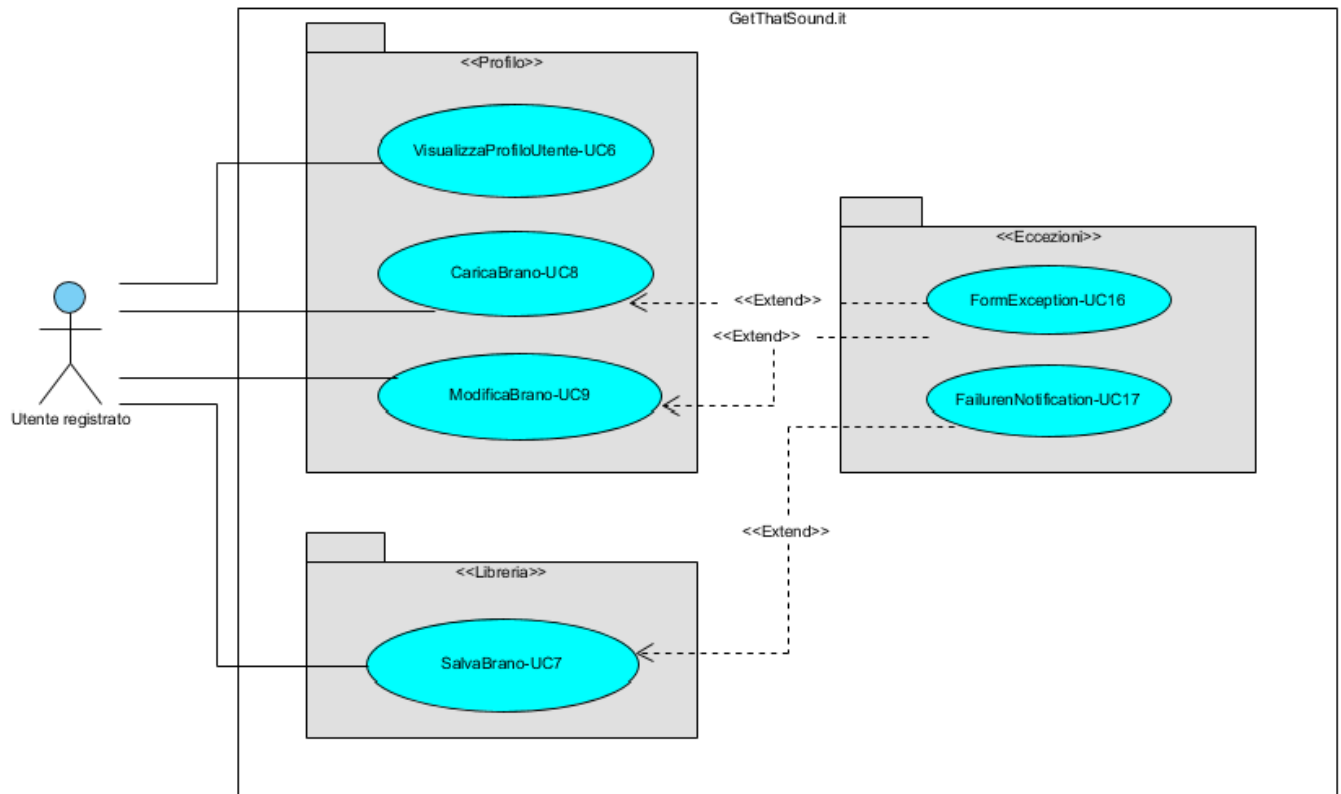 GetThatSound.it
<<Profilo>>
VisualizzaProfiloUtente-UC6
CaricaBrano-UC8
ModificaBrano-UC9
<<Eccezioni>>
FormException-UC16
FailurenNotification-UC17
<<Extend>>
<<Extend>>
<<Extend>>
Utente registrato
<<Libreria>>
SalvaBrano-UC7